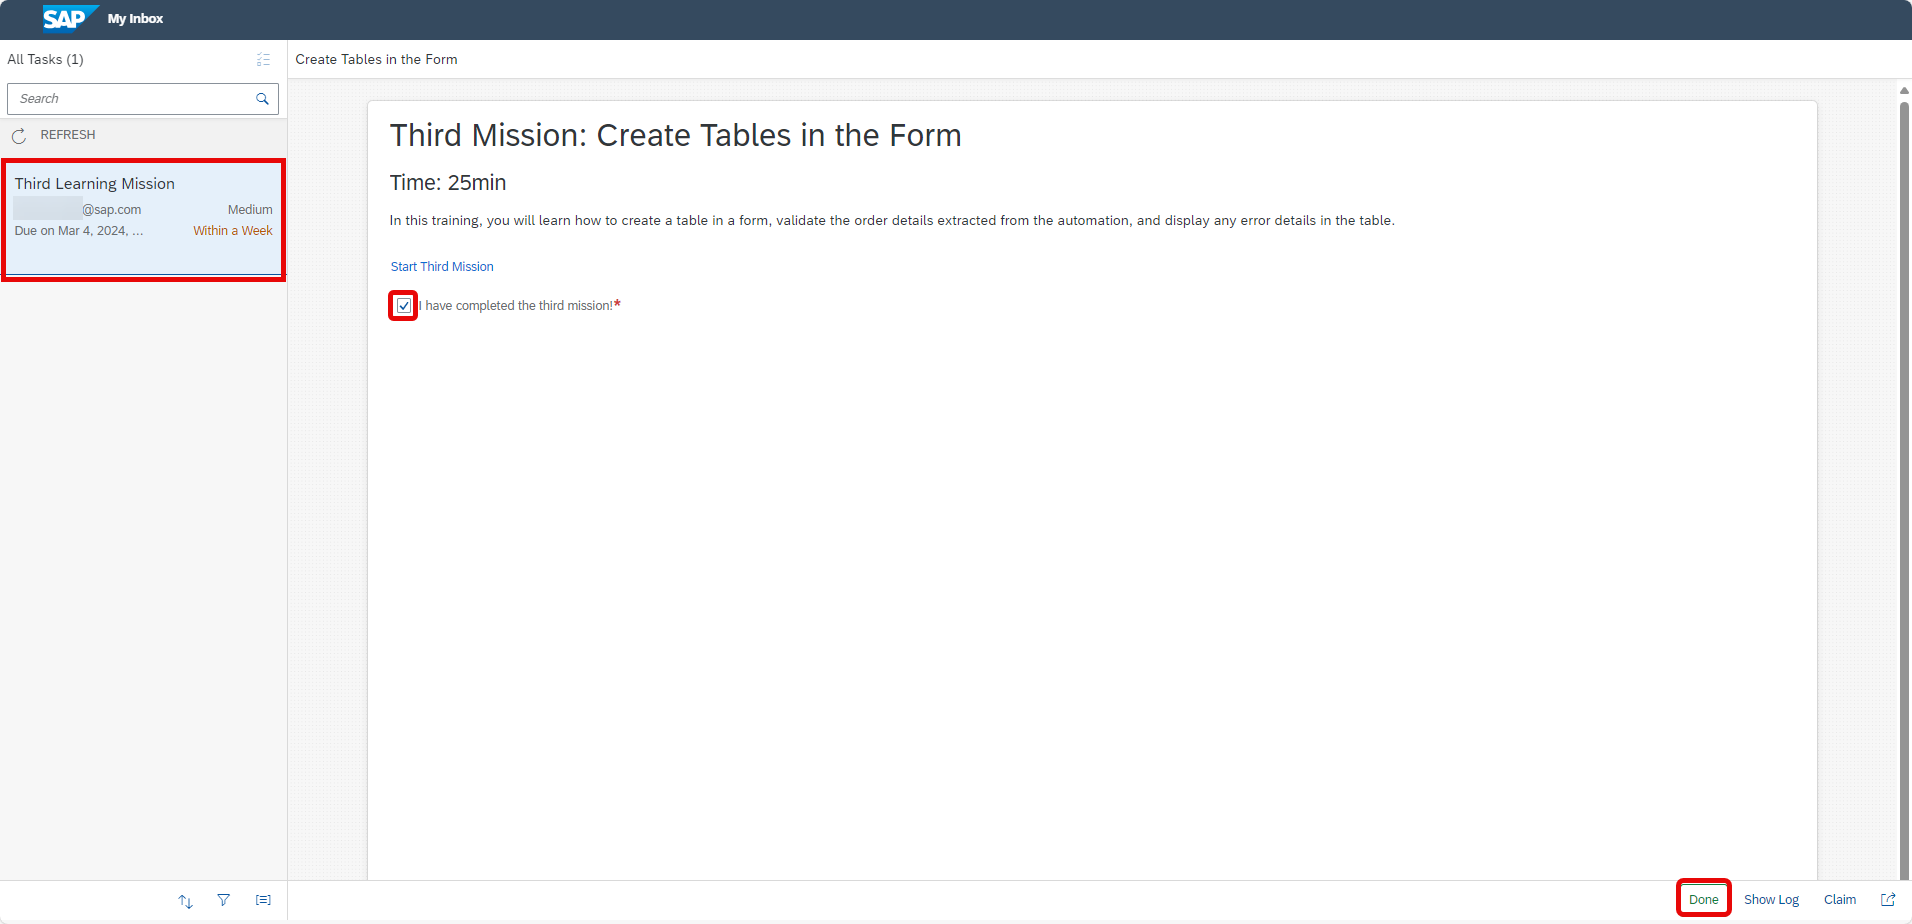 SAP My Inbox
All Tasks (1)
Create Tables in the Form
Search
REFRESH
Third Learning Mission
@sap.com Medium
Due on Mar 4, 2024, ... Within a Week
Third Mission: Create Tables in the Form
Time: 25min
In this training, you will learn how to create a table in a form, validate the order details extracted from the automation, and display any error details in the table.
Start Third Mission
I have completed the third mission!*
Done Show Log Claim